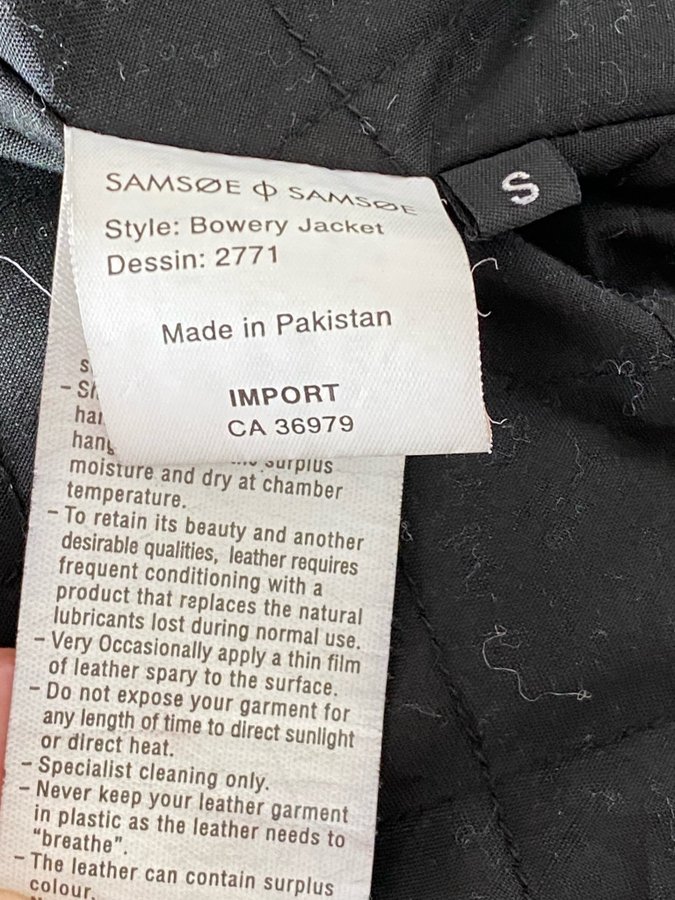 SAMSØE ϕ SAMSØE
Style: Bowery Jacket
Dessin: 2771
Made in Pakistan
IMPORT
CA 36979
S
surplus
moisture and dry at chamber
temperature.
- To retain its beauty and another
desirable qualities, leather requires
frequent conditioning with a
product that replaces the natural
lubricants lost during normal use.
- Very Occasionally apply a thin film
of leather spary to the surface.
- Do not expose your garment for
any length of time to direct sunlight
or direct heat.
- Specialist cleaning only.
- Never keep your leather garment
in plastic as the leather needs to
"breathe".
- The leather can contain surplus
colour.